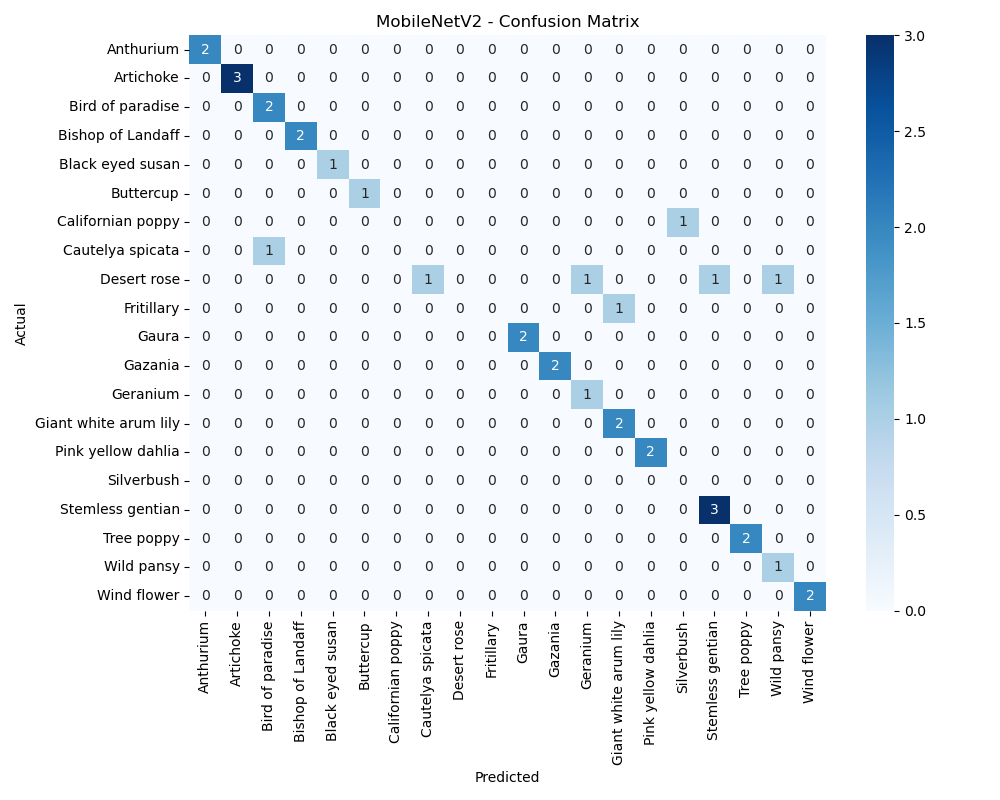 MobileNetV2 - Confusion Matrix
Actual
Anthurium 2 0 0 0 0 0 0 0 0 0 0 0 0 0 0 0 0 0 0 0
Artichoke 0 3 0 0 0 0 0 0 0 0 0 0 0 0 0 0 0 0 0 0
Bird of paradise 0 0 2 0 0 0 0 0 0 0 0 0 0 0 0 0 0 0 0 0
Bishop of Landaff 0 0 0 2 0 0 0 0 0 0 0 0 0 0 0 0 0 0 0 0
Black eyed susan 0 0 0 0 1 0 0 0 0 0 0 0 0 0 0 0 0 0 0 0
Buttercup 0 0 0 0 0 1 0 0 0 0 0 0 0 0 0 0 0 0 0 0
Californian poppy 0 0 0 0 0 0 0 0 0 0 0 0 0 0 0 1 0 0 0 0
Cautelya spicata 0 0 1 0 0 0 0 0 0 0 0 0 0 0 0 0 0 0 0 0
Desert rose 0 0 0 0 0 0 0 1 0 0 0 0 1 0 0 0 1 0 1 0
Fritillary 0 0 0 0 0 0 0 0 0 0 0 0 0 1 0 0 0 0 0 0
Gaura 0 0 0 0 0 0 0 0 0 0 2 0 0 0 0 0 0 0 0 0
Gazania 0 0 0 0 0 0 0 0 0 0 0 2 0 0 0 0 0 0 0 0
Geranium 0 0 0 0 0 0 0 0 0 0 0 0 1 0 0 0 0 0 0 0
Giant white arum lily 0 0 0 0 0 0 0 0 0 0 0 0 0 2 0 0 0 0 0 0
Pink yellow dahlia 0 0 0 0 0 0 0 0 0 0 0 0 0 0 2 0 0 0 0 0
Silverbush 0 0 0 0 0 0 0 0 0 0 0 0 0 0 0 0 0 0 0 0
Stemless gentian 0 0 0 0 0 0 0 0 0 0 0 0 0 0 0 0 3 0 0 0
Tree poppy 0 0 0 0 0 0 0 0 0 0 0 0 0 0 0 0 0 2 0 0
Wild pansy 0 0 0 0 0 0 0 0 0 0 0 0 0 0 0 0 0 0 1 0
Wind flower 0 0 0 0 0 0 0 0 0 0 0 0 0 0 0 0 0 0 0 2
Anthurium
Artichoke
Bird of paradise
Bishop of Landaff
Black eyed susan
Buttercup
Californian poppy
Cautelya spicata
Desert rose
Fritillary
Gaura
Gazania
Geranium
Giant white arum lily
Pink yellow dahlia
Silverbush
Stemless gentian
Tree poppy
Wild pansy
Wind flower
Predicted
3.0
2.5
2.0
1.5
1.0
0.5
0.0